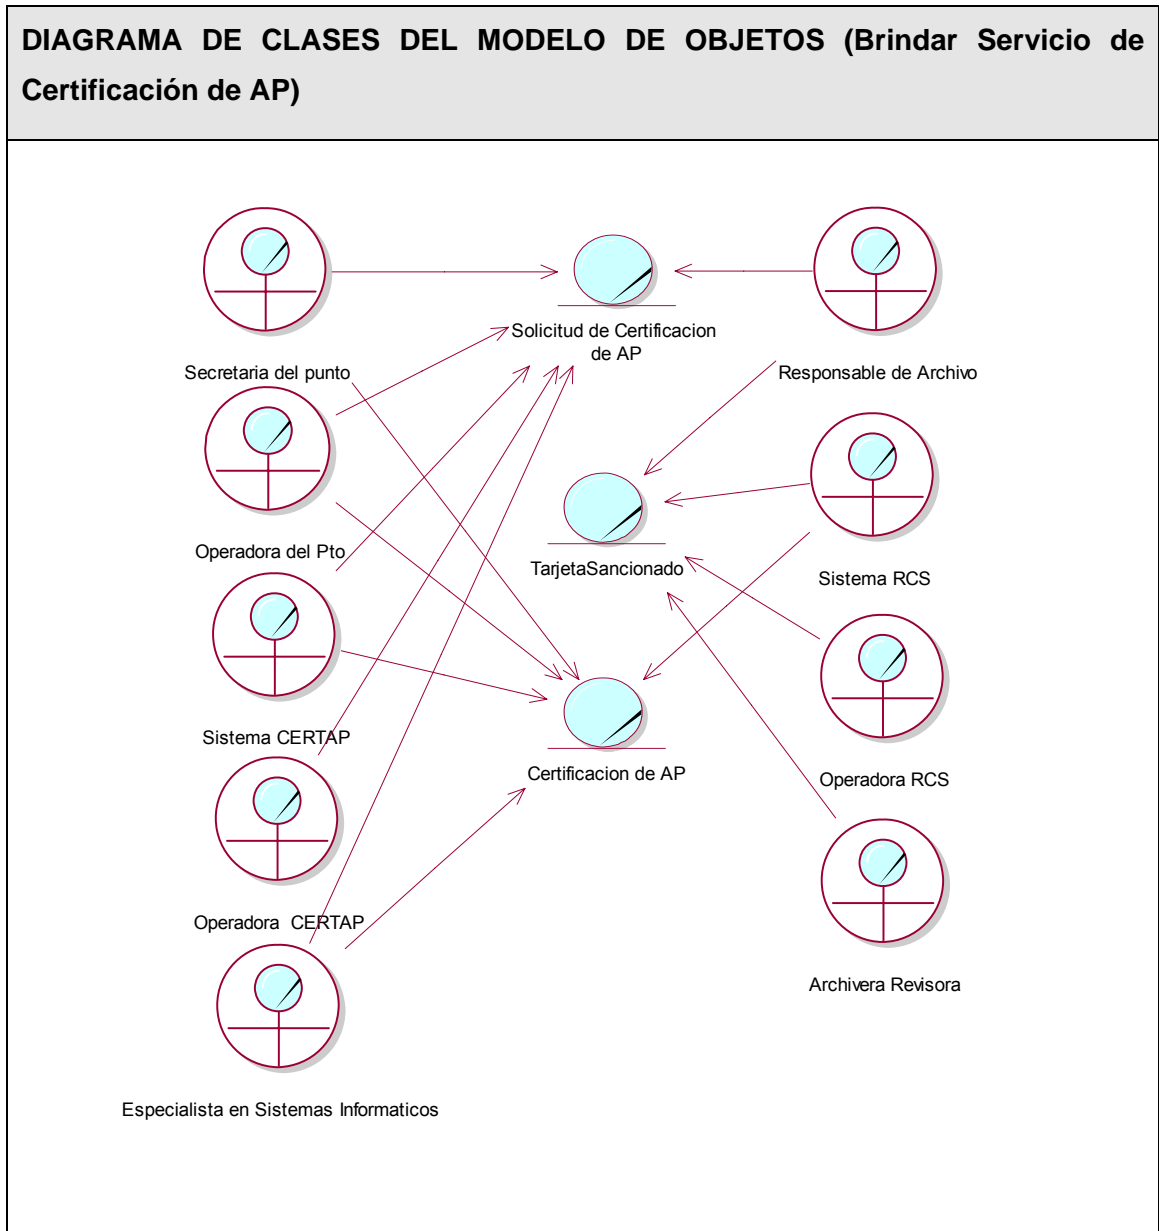 DIAGRAMA DE CLASES DEL MODELO DE OBJETOS (Brindar Servicio de
Certificación de AP)
Solicitud de Certificacion
de AP
Secretaria del punto
Responsable de Archivo
Operadora del Pto
TarjetaSancionado
Sistema RCS
Sistema CERTAP
Certificacion de AP
Operadora RCS
Operadora CERTAP
Archivera Revisora
Especialista en Sistemas Informaticos